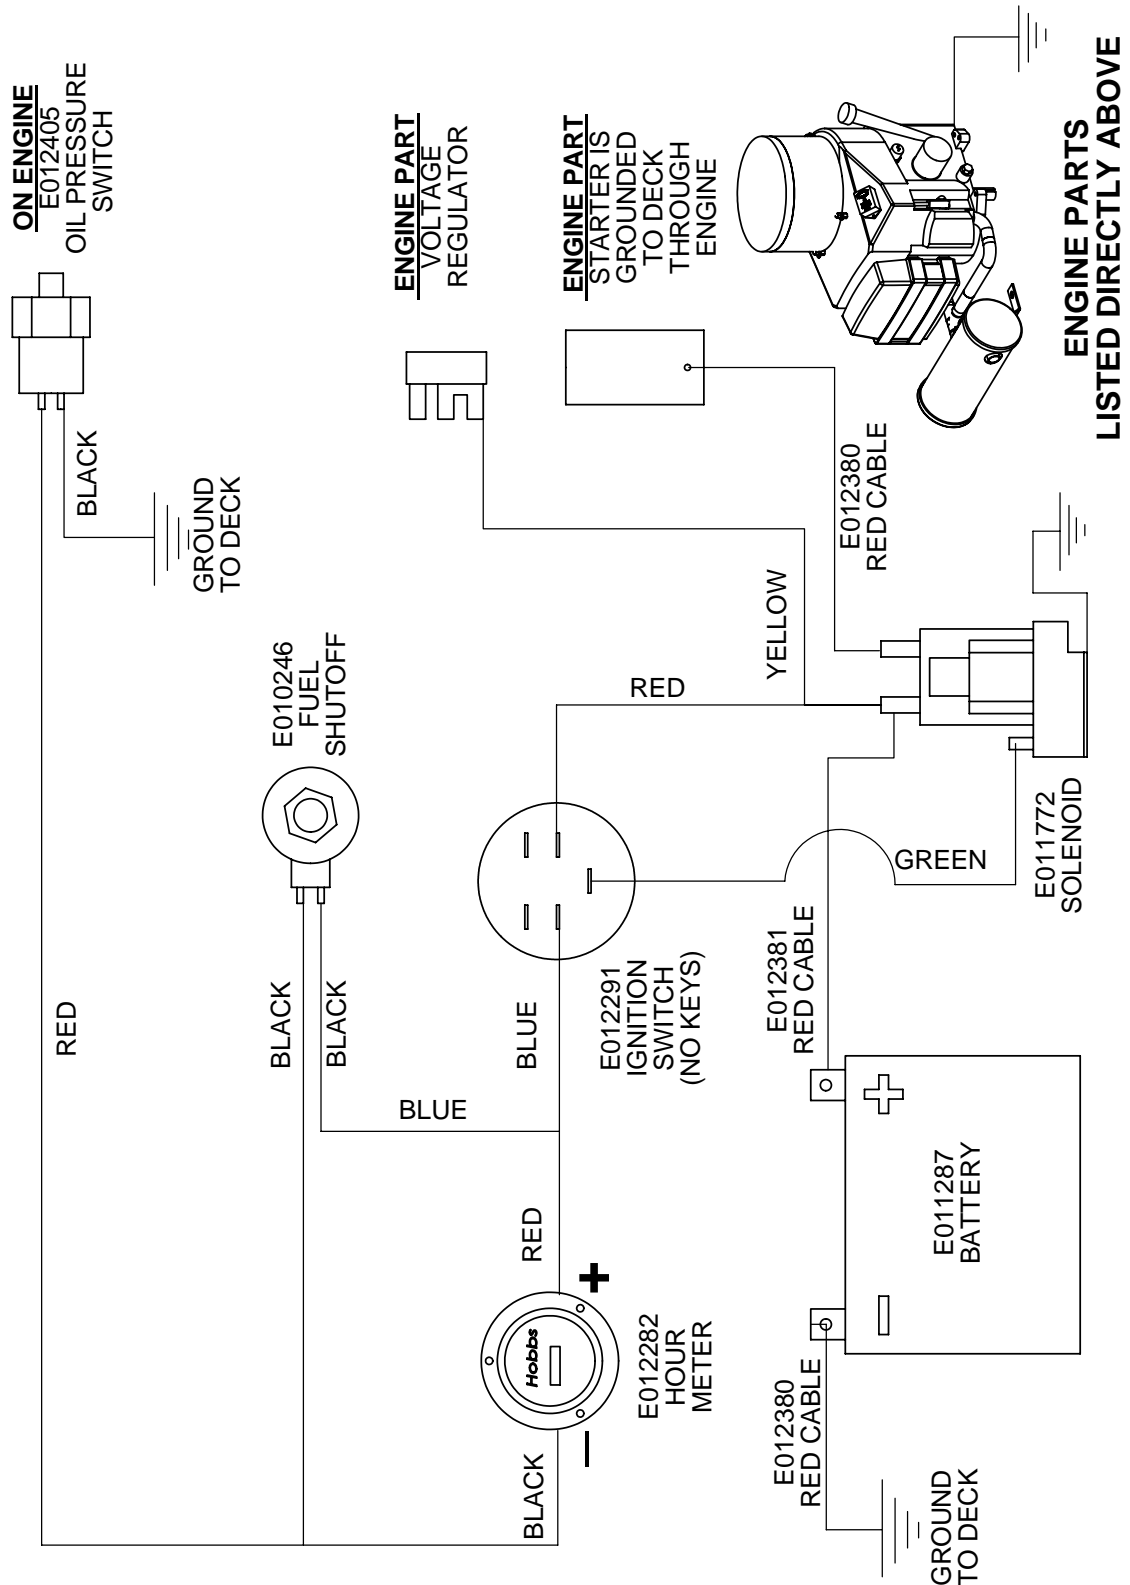 ON ENGINE
E012405
OIL PRESSURE
SWITCH
RED
BLACK
GROUND
TO DECK
E010246
FUEL
SHUTOFF
BLACK
BLACK
BLUE
ENGINE PART
VOLTAGE
REGULATOR
ENGINE PART
STARTER IS
GROUNDED
TO DECK
THROUGH
ENGINE
RED
YELLOW
E012380
RED CABLE
BLUE
E012291
IGNITION
SWITCH
(NO KEYS)
RED
Hobbs
+
–
E012282
HOUR
METER
BLACK
GREEN
E012381
RED CABLE
E011772
SOLENOID
E011287
BATTERY
E012380
RED CABLE
GROUND
TO DECK
ENGINE PARTS
LISTED DIRECTLY ABOVE